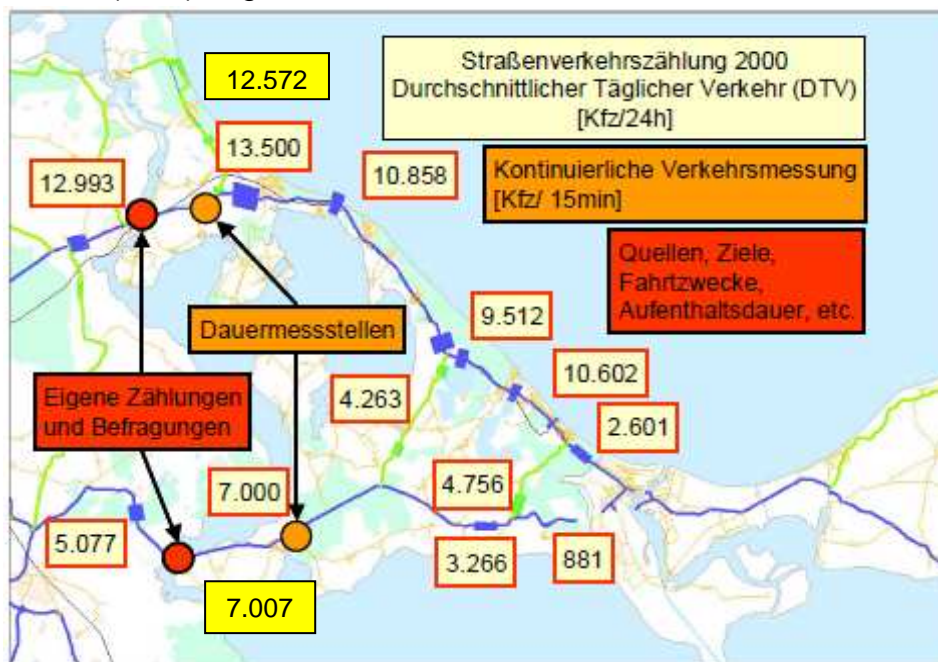 12.572
Straßenverkehrszählung 2000
Durchschnittlicher Täglicher Verkehr (DTV)
[Kfz/24h]
13.500
12.993
10.858
Kontinuierliche Verkehrsmessung
[Kfz/ 15min]
Quellen, Ziele,
Fahrtzwecke,
Aufenthaltsdauer, etc.
Dauermessstellen
9.512
10.602
Eigene Zählungen
und Befragungen
4.263
2.601
7.000
4.756
5.077
3.266
881
7.007